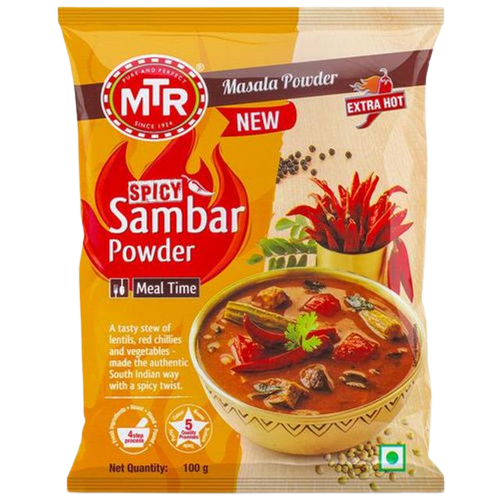 PURE AND PERFECT
MTR
SINCE 1924
Masala Powder
EXTRA HOT
NEW
SPICY
Sambar
Powder
Meal Time
A tasty stew of
lentils, red chillies
and vegetables -
made the authentic
South Indian way
with a spicy twist.
4 step
process
5
Quality
Promises
Net Quantity: 100 g